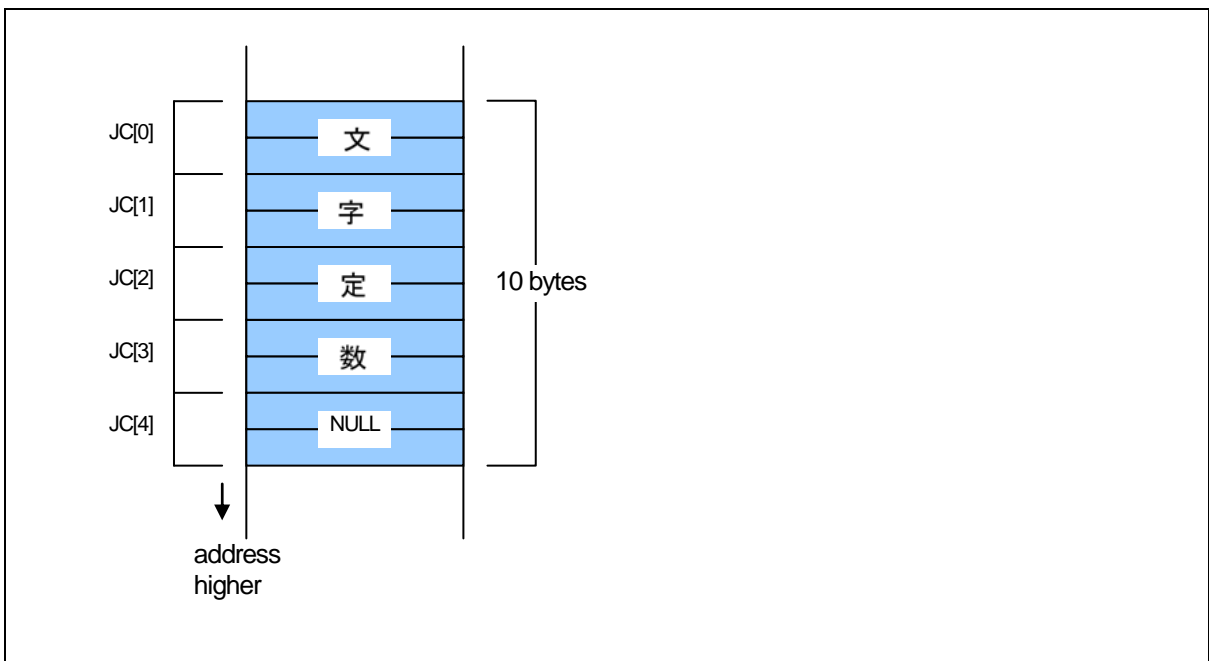 JC[0]
文
JC[1]
字
JC[2]
定
10 bytes
JC[3]
数
JC[4]
NULL
address
higher